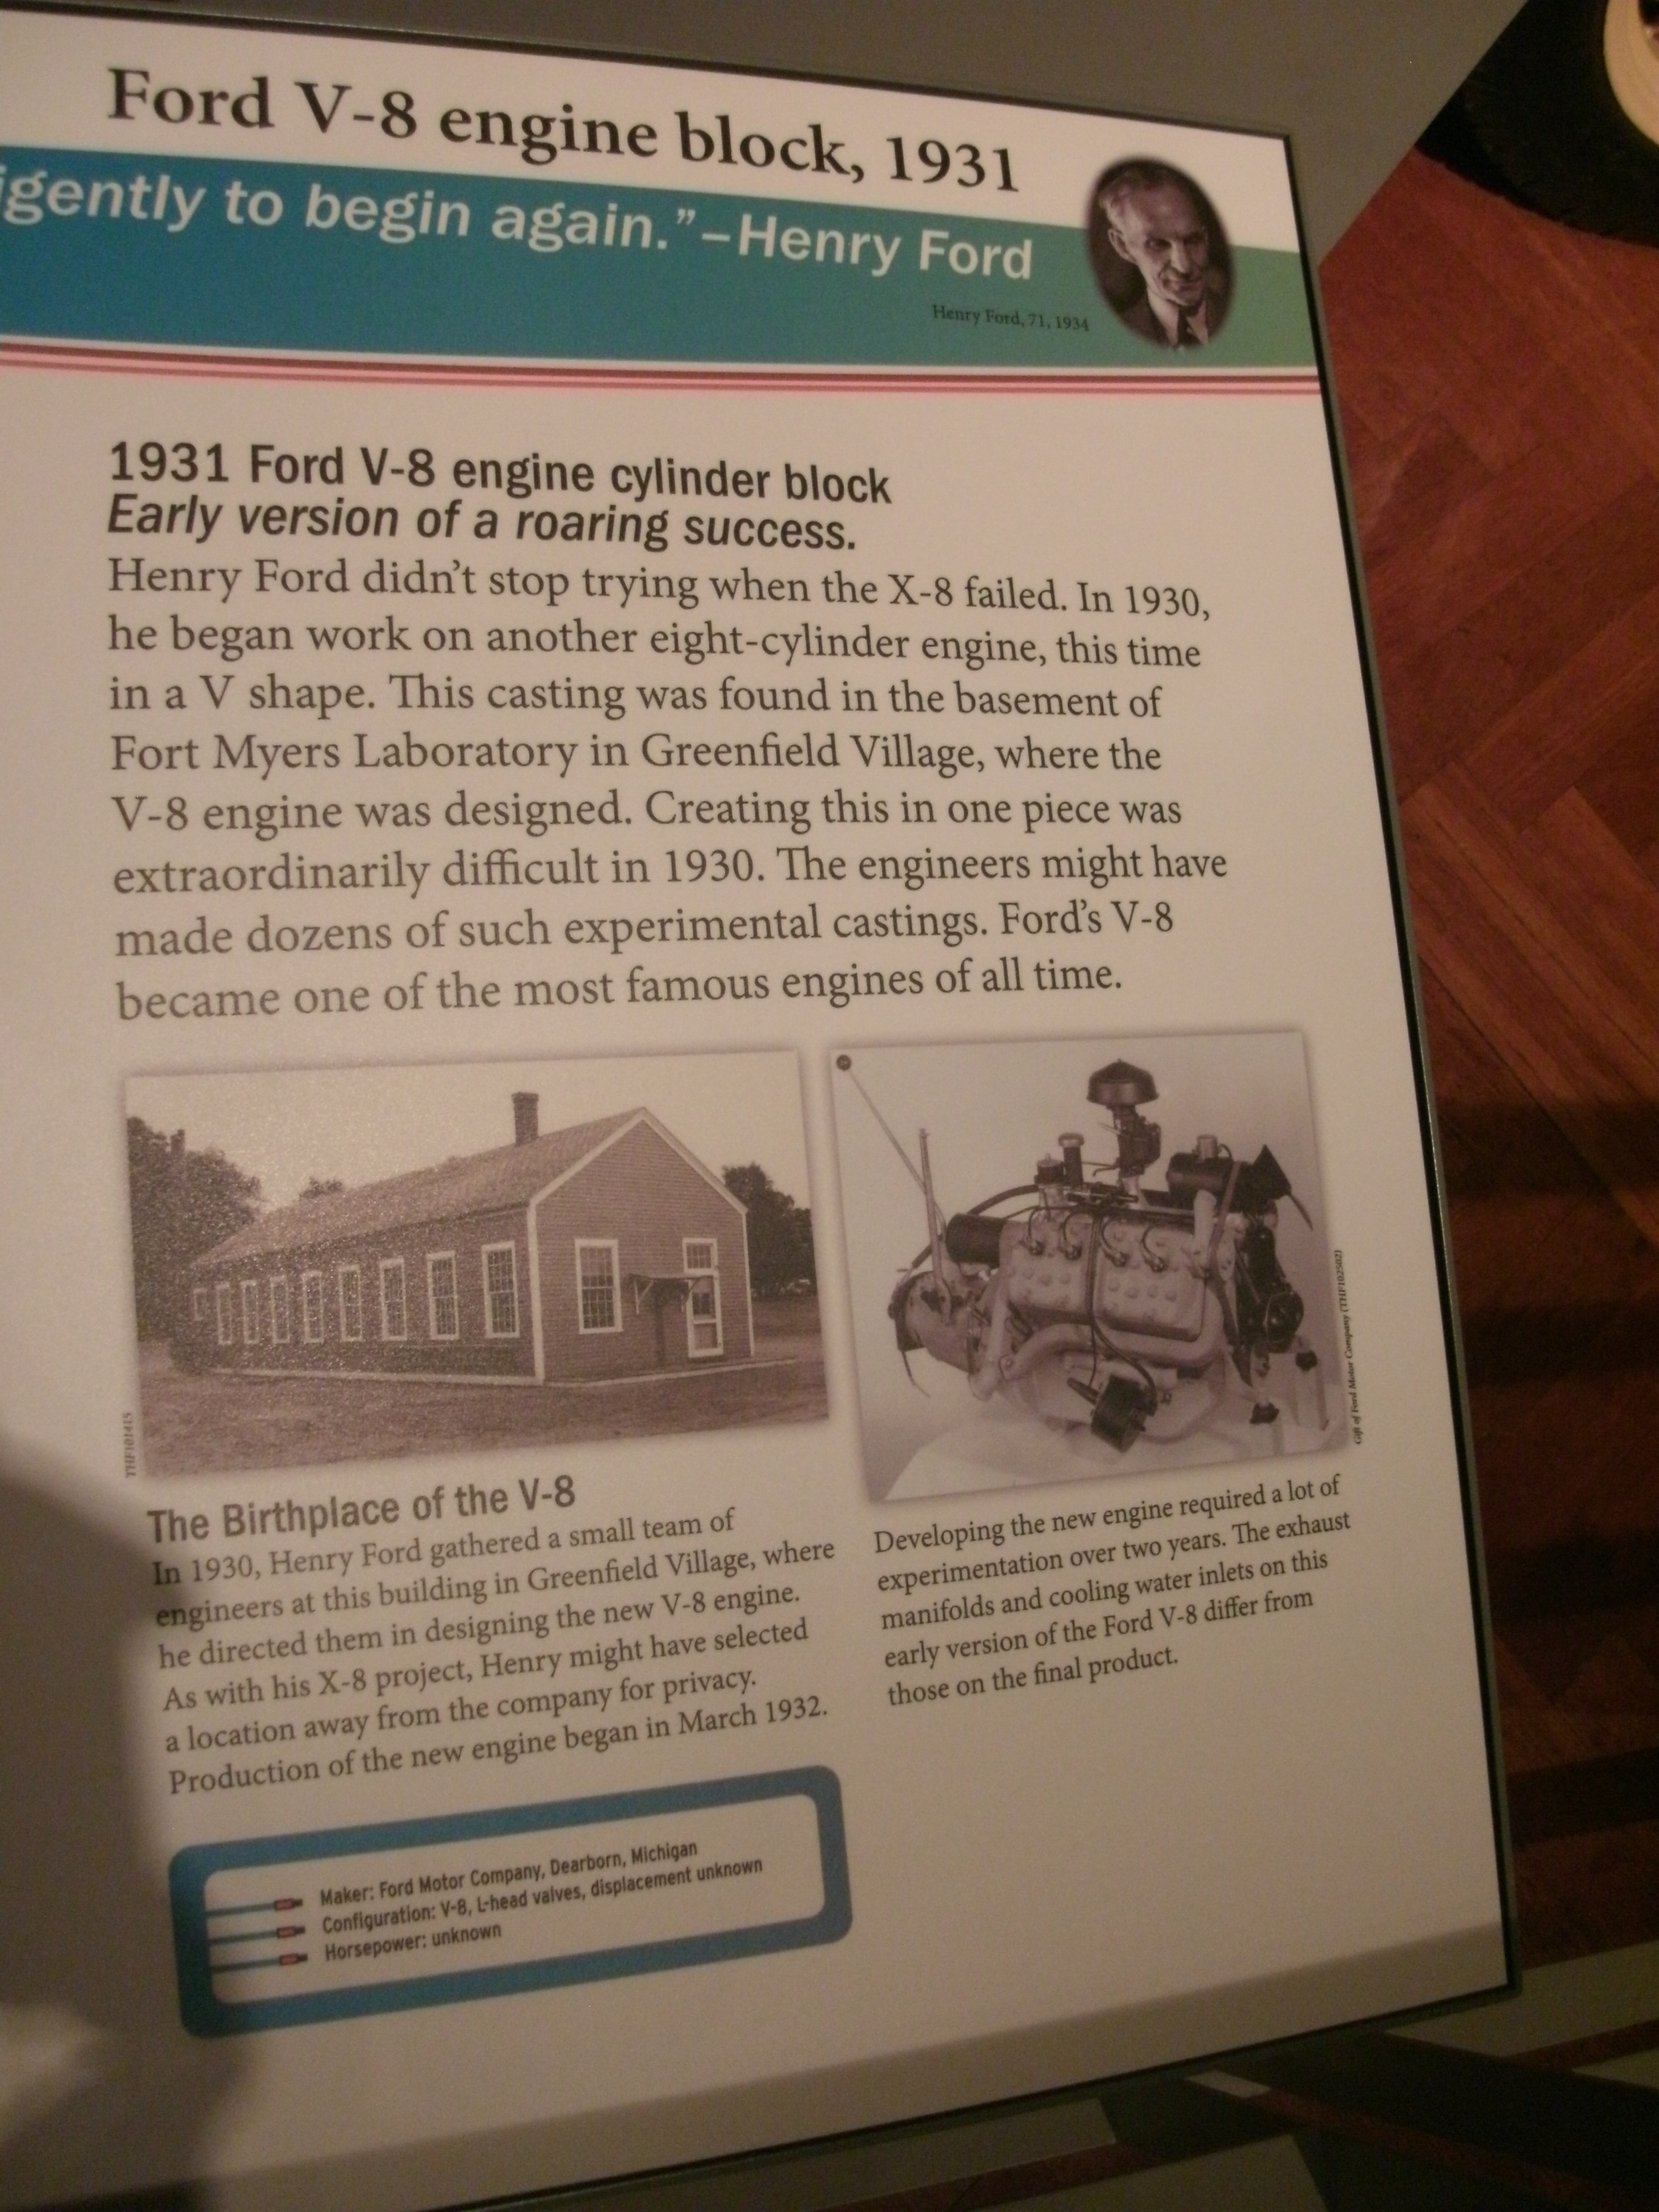 Ford V-8 engine block, 1931
igently to begin again.”–Henry Ford
Henry Ford, 71, 1934
1931 Ford V-8 engine cylinder block
Early version of a roaring success.
Henry Ford didn’t stop trying when the X-8 failed. In 1930,
he began work on another eight-cylinder engine, this time
in a V shape. This casting was found in the basement of
Fort Myers Laboratory in Greenfield Village, where the
V-8 engine was designed. Creating this in one piece was
extraordinarily difficult in 1930. The engineers might have
made dozens of such experimental castings. Ford’s V-8
became one of the most famous engines of all time.
THF101415
Gift of Ford Motor Company (THF102502)
The Birthplace of the V-8
In 1930, Henry Ford gathered a small team of
engineers at this building in Greenfield Village, where
he directed them in designing the new V-8 engine.
As with his X-8 project, Henry might have selected
a location away from the company for privacy.
Production of the new engine began in March 1932.
Developing the new engine required a lot of
experimentation over two years. The exhaust
manifolds and cooling water inlets on this
early version of the Ford V-8 differ from
those on the final product.
Maker: Ford Motor Company, Dearborn, Michigan
Configuration: V-8, L-head valves, displacement unknown
Horsepower: unknown